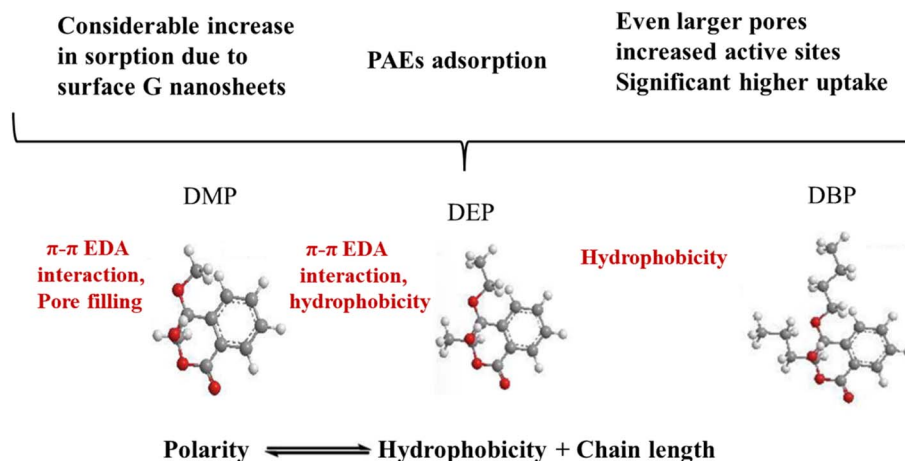 Considerable increase
in sorption due to
surface G nanosheets
PAEs adsorption
Even larger pores
increased active sites
Significant higher uptake
DMP
DEP
DBP
π-π EDA
interaction,
Pore filling
π-π EDA
interaction,
hydrophobicity
Hydrophobicity
Polarity
Hydrophobicity + Chain length